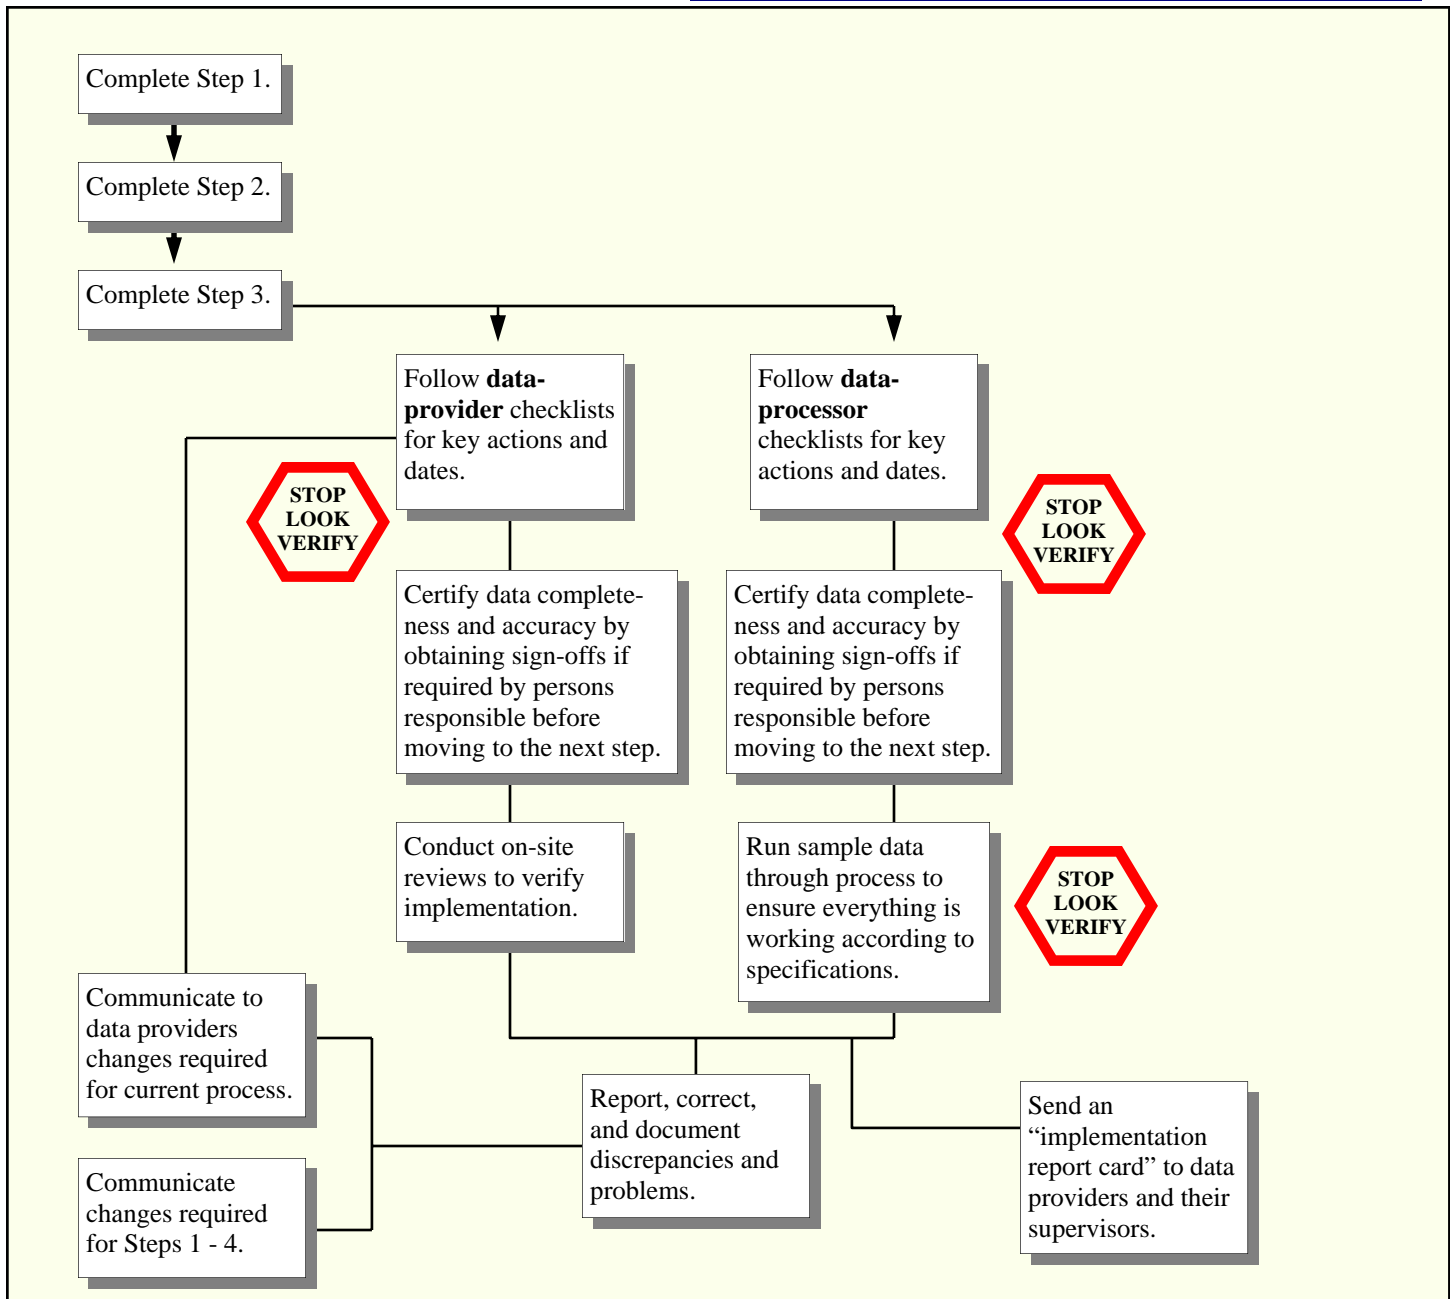 Complete Step 1.
Complete Step 2.
Complete Step 3.
Follow data-
provider checklists
for key actions and
dates.
Follow data-
processor
checklists for key
actions and dates.
STOP
LOOK
VERIFY
STOP
LOOK
VERIFY
Certify data complete-
ness and accuracy by
obtaining sign-offs if
required by persons
responsible before
moving to the next step.
Certify data complete-
ness and accuracy by
obtaining sign-offs if
required by persons
responsible before
moving to the next step.
Conduct on-site
reviews to verify
implementation.
Run sample data
through process to
ensure everything is
working according to
specifications.
STOP
LOOK
VERIFY
Communicate to
data providers
changes required
for current process.
Report, correct,
and document
discrepancies and
problems.
Send an
“implementation
report card” to data
providers and their
supervisors.
Communicate
changes required
for Steps 1 - 4.